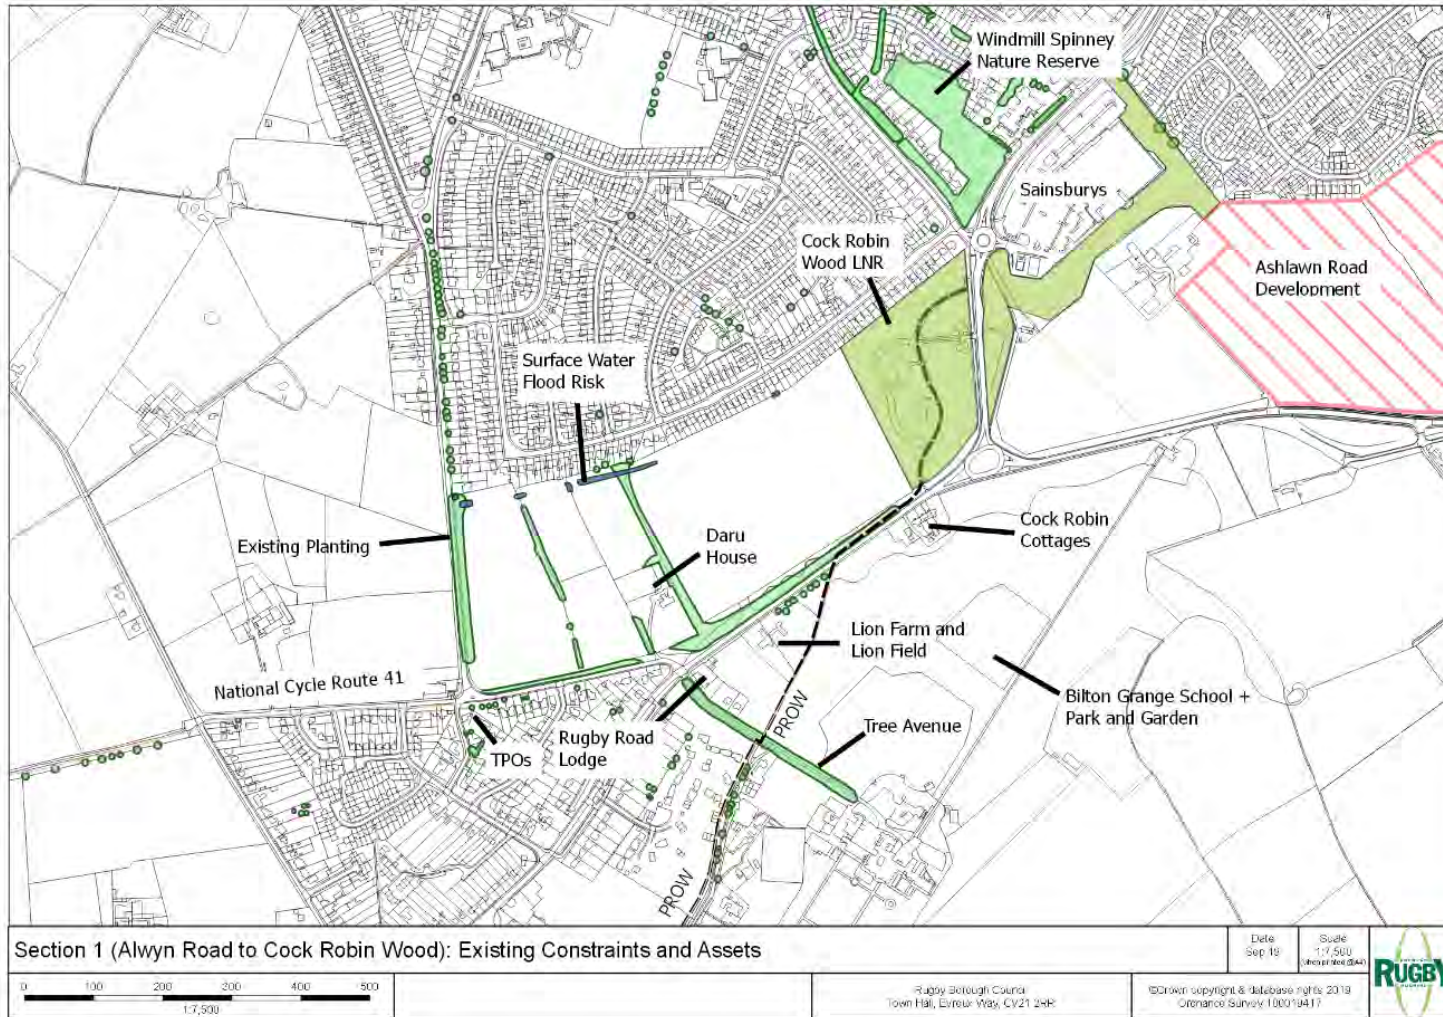 Windmill Spinney
Nature Reserve
Sainsburys
Cock Robin
Wood LNR
Ashlawn Road
Development
Surface Water
Flood Risk
Existing Planting
Daru
House
Cock Robin
Cottages
Lion Farm and
Lion Field
National Cycle Route 41
Bilton Grange School +
Park and Garden
PROW
Tree Avenue
TPOs
Rugby Road
Lodge
PROW
Section 1 (Alwyn Road to Cock Robin Wood): Existing Constraints and Assets
Date
Sep 19
Scale
1:7,500
(when printed @A4)
RUGBY
0 100 200 300 400 500
1:7,500
Rugby Borough Council
Town Hall, Evreux Way, CV21 2RR
©Crown copyright & database rights 2019
Ordnance Survey 100019417